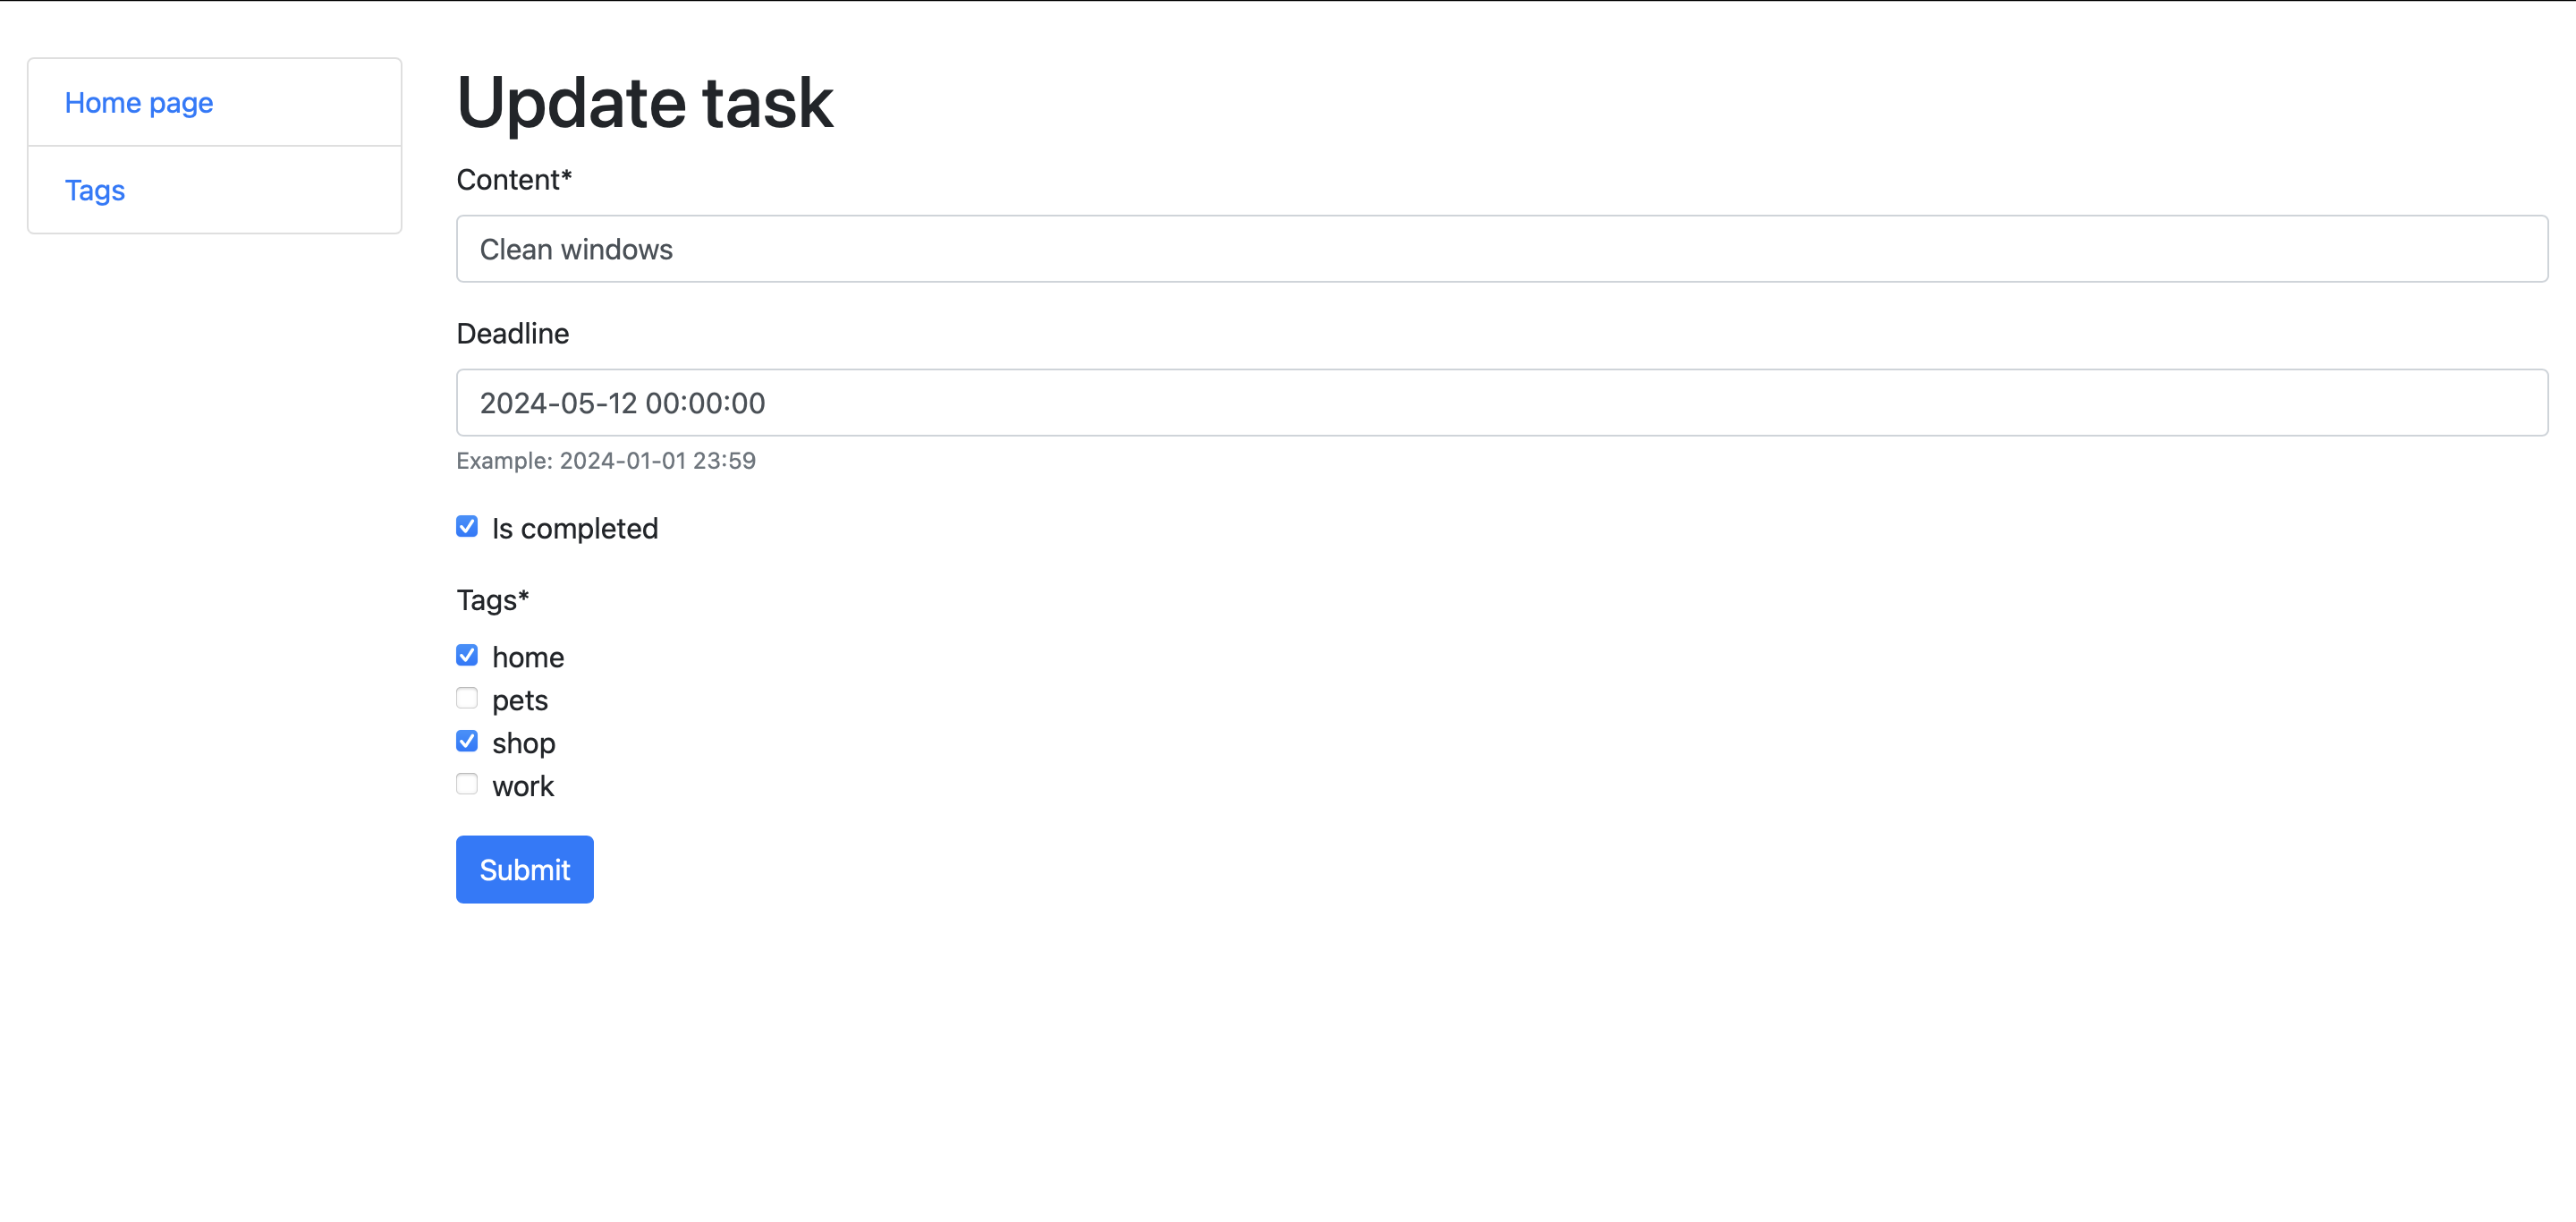 Home page
Tags
Update task
Content*
Clean windows
Deadline
2024-05-12 00:00:00
Example: 2024-01-01 23:59
Is completed
Tags*
home
pets
shop
work
Submit